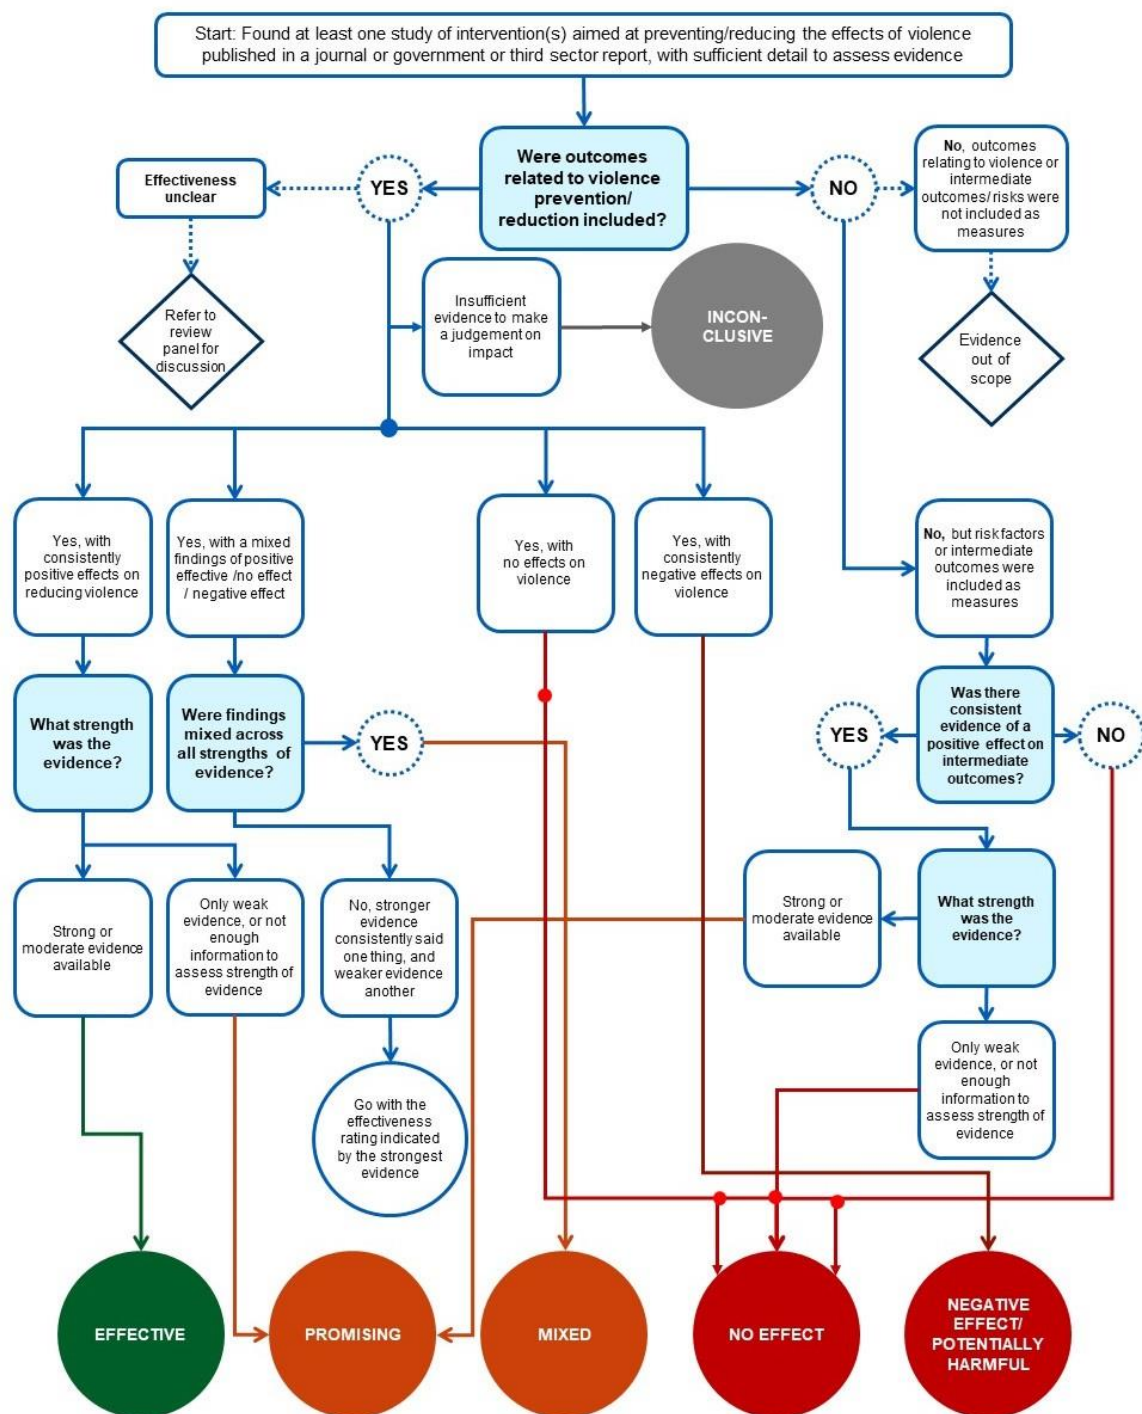 Start: Found at least one study of intervention(s) aimed at preventing/reducing the effects of violence
published in a journal or government or third sector report, with sufficient detail to assess evidence
Were outcomes
related to violence
prevention/
reduction included?
YES
NO
Effectiveness
unclear
No, outcomes
relating to violence or
intermediate
outcomes/risks were
not included as
measures
Refer to
review
panel for
discussion
Insufficient
evidence to make
a judgement on
impact
INCON-
CLUSIVE
Evidence
out of
scope
Yes, with
consistently
positive effects on
reducing violence
Yes, with a mixed
findings of positive
effective /no effect
/ negative effect
Yes, with
no effects on
violence
Yes, with
consistently
negative effects on
violence
No, but risk factors
or intermediate
outcomes were
included as
measures
What strength
was the
evidence?
Were findings
mixed across
all strengths of
evidence?
YES
YES
Was there
consistent
evidence of a
positive effect on
intermediate
outcomes?
NO
Strong or
moderate evidence
available
Only weak
evidence, or not
enough
information to
assess strength of
evidence
No, stronger
evidence
consistently said
one thing, and
weaker evidence
another
Strong or
moderate evidence
available
What strength
was the
evidence?
Go with the
effectiveness
rating indicated
by the strongest
evidence
Only weak
evidence, or not
enough
information to
assess strength of
evidence
EFFECTIVE
PROMISING
MIXED
NO EFFECT
NEGATIVE
EFFECT/
POTENTIALLY
HARMFUL